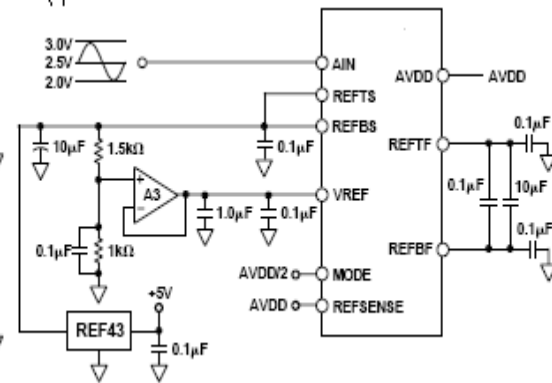 3.0V
2.5V
2.0V
AIN
REFTS
REFBS
VREF
MODE
REFSENSE
AVDD
AVDD
REFTF
REFBF
10µF
1.5kΩ
0.1µF
A3
+
–
1.0µF
0.1µF
0.1µF
1kΩ
AVDD/2
AVDD
+5V
REF43
0.1µF
0.1µF
0.1µF
10µF
0.1µF